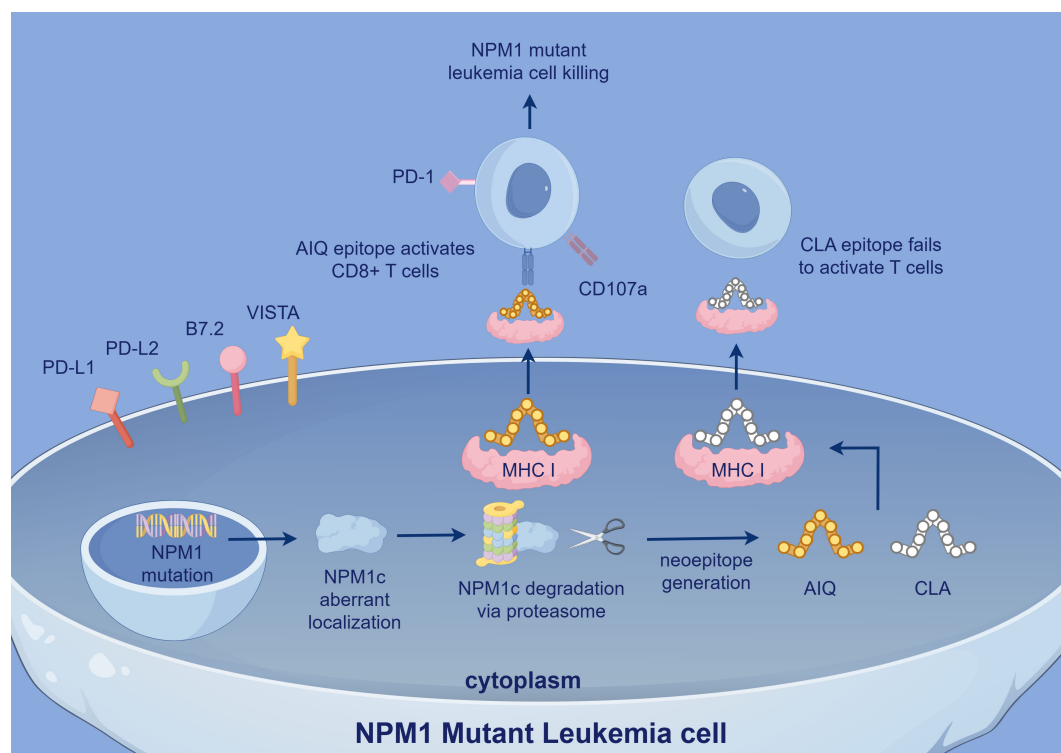 NPM1 mutant
leukemia cell killing
PD-1
AIQ epitope activates
CD8+ T cells
CD107a
CLA epitope fails
to activate T cells
VISTA
B7.2
PD-L2
PD-L1
MHC I
MHC I
NPM1
mutation
NPM1c
aberrant
localization
NPM1c degradation
via proteasome
neoepitope
generation
AIQ
CLA
cytoplasm
NPM1 Mutant Leukemia cell